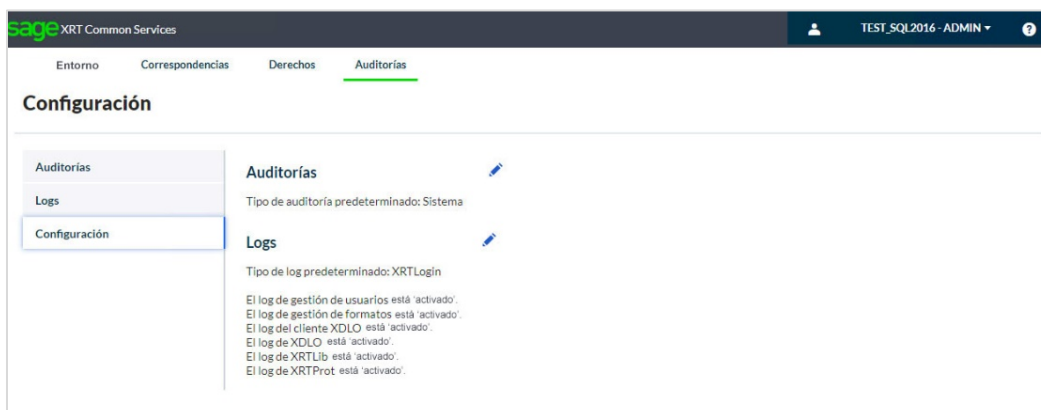 sage XRT Common Services
TEST_SQL2016 - ADMIN
?
Entorno Correspondencias Derechos Auditorías
Configuración
Auditorías
Logs
Configuración
Auditorías
Tipo de auditoría predeterminado: Sistema
Logs
Tipo de log predeterminado: XRTLogin
El log de gestión de usuarios está 'activado'.
El log de gestión de formatos está 'activado'.
El log del cliente XDLO está 'activado'.
El log de XDLO está 'activado'.
El log de XRTLib está 'activado'.
El log de XRTProt está 'activado'.